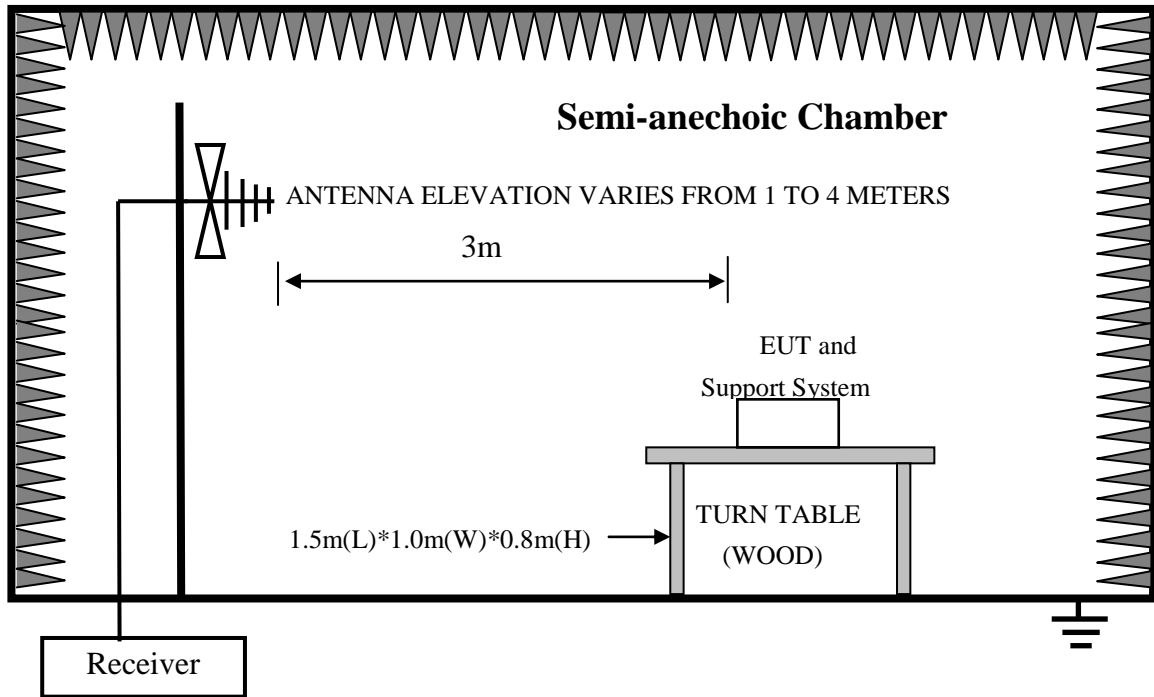 Semi-anechoic Chamber
ANTENNA ELEVATION VARIES FROM 1 TO 4 METERS
3m
EUT and
Support System
1.5m(L)*1.0m(W)*0.8m(H)
TURN TABLE
(WOOD)
Receiver